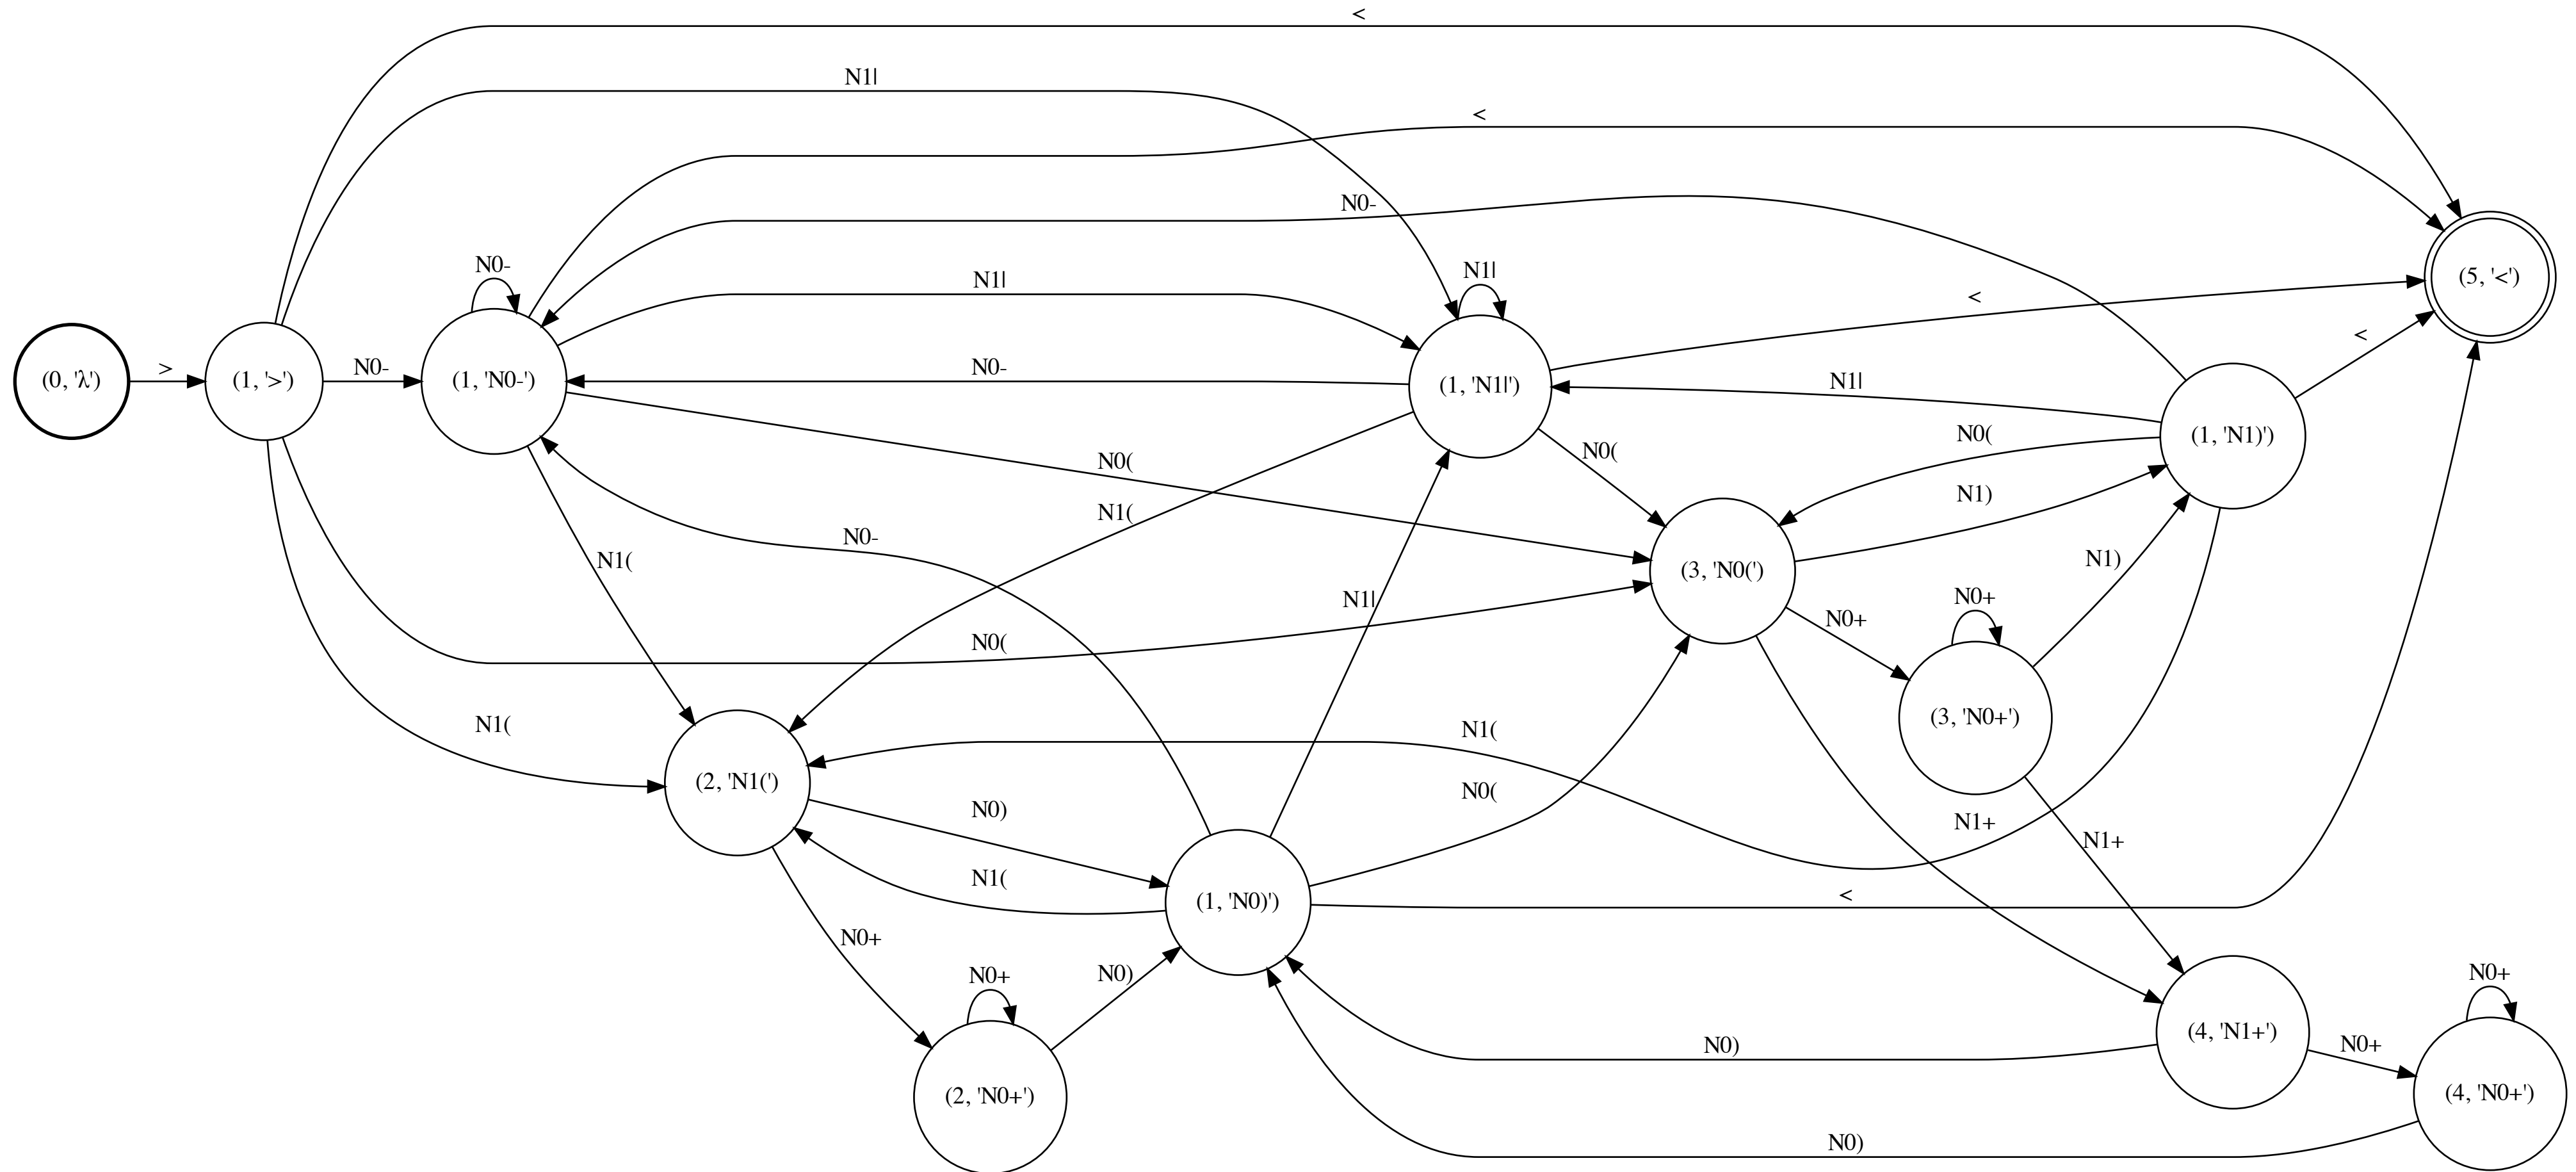 <
N1|
<
N0-
N0-
N1|
N1|
(5, '<')
<
<
(0, 'λ')
>
(1, '>')
N0-
(1, 'N0-')
N0-
(1, 'N1|')
N1|
(1, 'N1)')
N0(
N0(
N0(
N1)
N1(
N0-
N1(
(3, 'N0(')
N1)
N0+
N1|
N0+
N0(
(3, 'N0+')
N1(
N1(
(2, 'N1(')
N0)
N0(
N1+
N1+
N1(
(1, 'N0)')
<
N0+
N0+
N0)
N0+
(4, 'N1+')
N0)
N0+
(2, 'N0+')
(4, 'N0+')
N0)